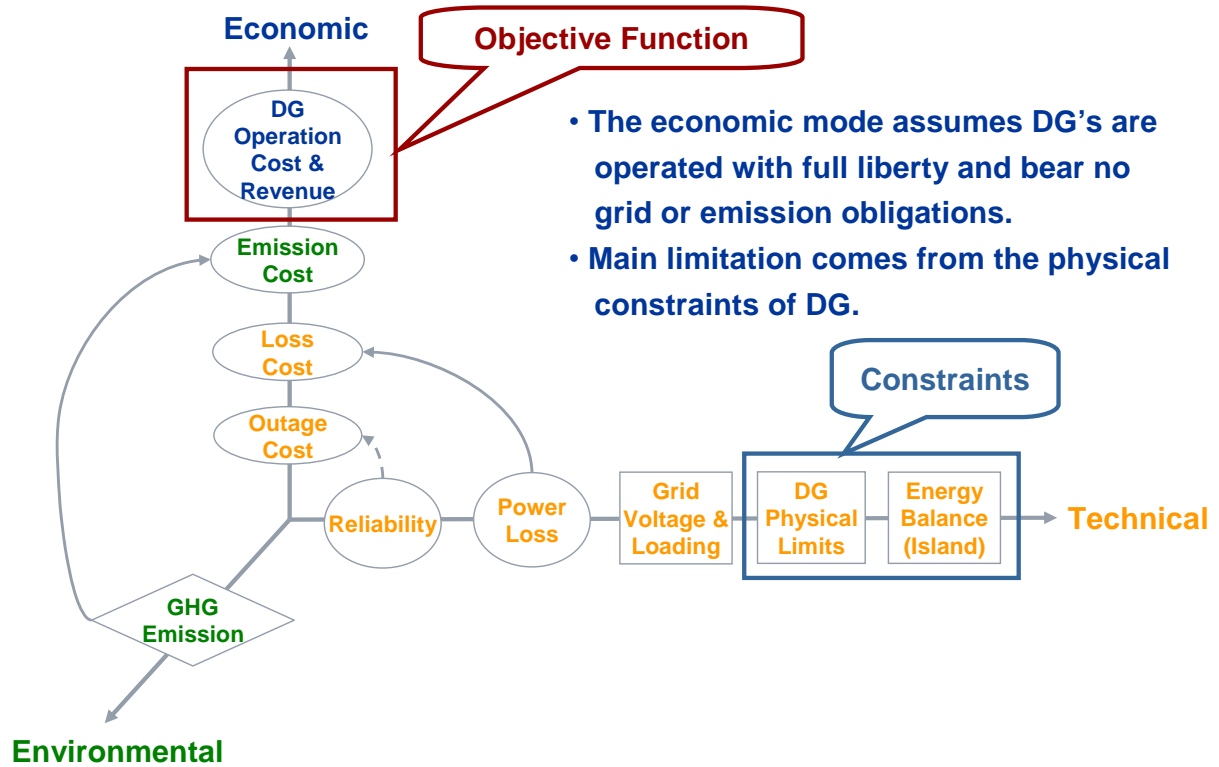 Economic
Objective Function
DG
Operation
Cost &
Revenue
• The economic mode assumes DG’s are
operated with full liberty and bear no
grid or emission obligations.
• Main limitation comes from the physical
constraints of DG.
Emission
Cost
Loss
Cost
Outage
Cost
Constraints
Reliability
Power
Loss
Grid
Voltage &
Loading
DG
Physical
Limits
Energy
Balance
(Island)
Technical
GHG
Emission
Environmental